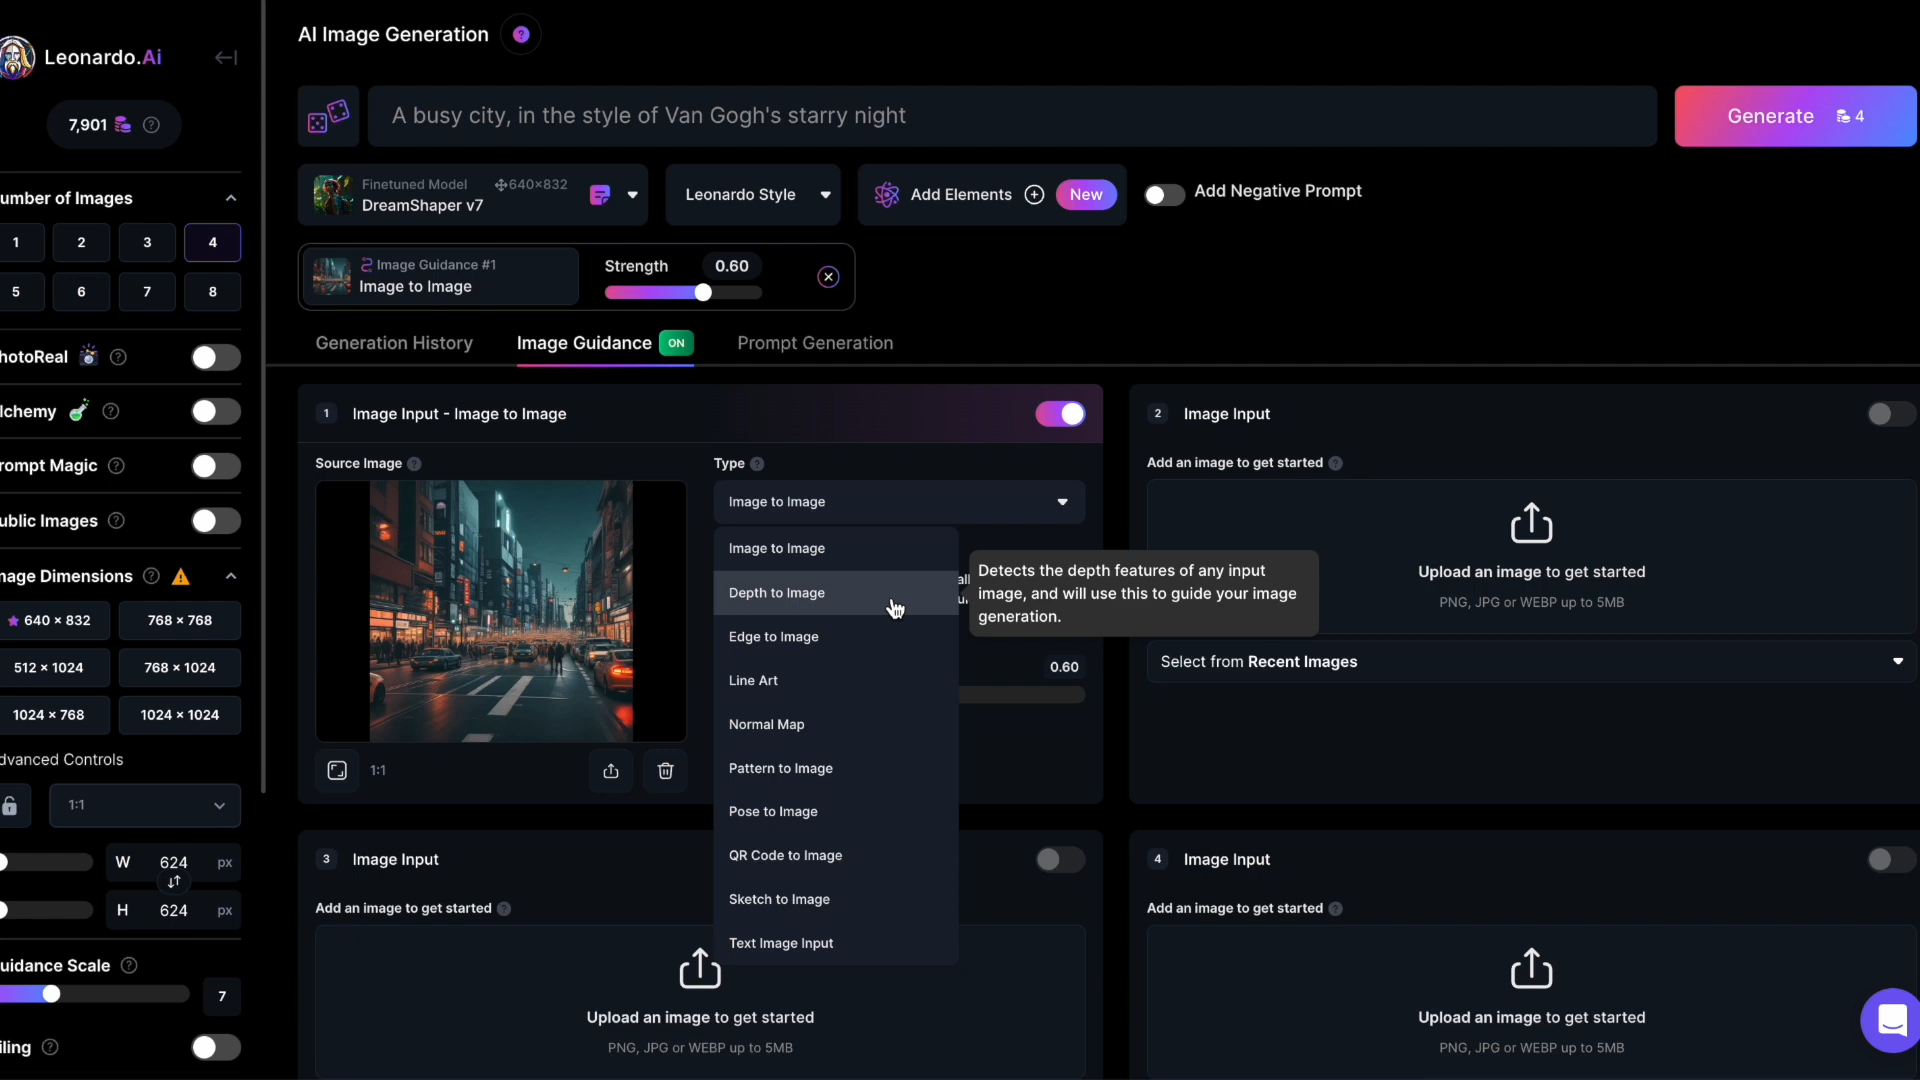 Leonardo.Ai
7,901
umber of Images
1
2
3
4
5
6
7
8
hotoReal
lchemy
rompt Magic
ublic Images
mage Dimensions
640 × 832
768 × 768
512 × 1024
768 × 1024
1024 × 768
1024 × 1024
dvanced Controls
1:1
W 624 px
H 624 px
uidance Scale
7
iling
AI Image Generation
A busy city, in the style of Van Gogh's starry night
Generate 4
Finetuned Model 640×832
DreamShaper v7
Leonardo Style
Add Elements New
Add Negative Prompt
Image Guidance #1
Image to Image
Strength 0.60
Generation History
Image Guidance ON
Prompt Generation
1 Image Input - Image to Image
Source Image
Type
Image to Image
Image to Image
Depth to Image
Edge to Image
Line Art
Normal Map
Pattern to Image
Pose to Image
QR Code to Image
Sketch to Image
Text Image Input
Detects the depth features of any input
image, and will use this to guide your image
generation.
0.60
1:1
2 Image Input
Add an image to get started
Upload an image to get started
PNG, JPG or WEBP up to 5MB
Select from Recent Images
3 Image Input
Add an image to get started
Upload an image to get started
PNG, JPG or WEBP up to 5MB
4 Image Input
Add an image to get started
Upload an image to get started
PNG, JPG or WEBP up to 5MB